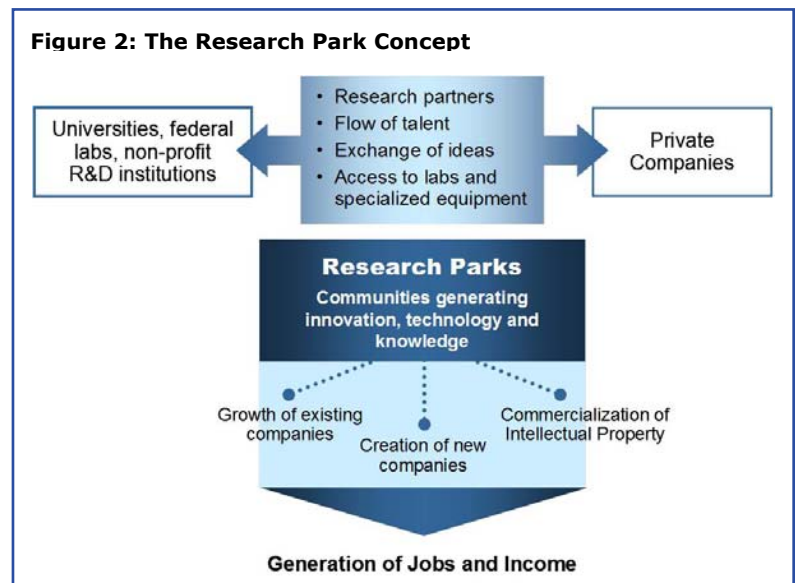 Figure 2: The Research Park Concept
Universities, federal
labs, non-profit
R&D institutions
• Research partners
• Flow of talent
• Exchange of ideas
• Access to labs and
specialized equipment
Private
Companies
Research Parks
Communities generating
innovation, technology and
knowledge
Growth of existing
companies
Creation of new
companies
Commercialization of
Intellectual Property
Generation of Jobs and Income